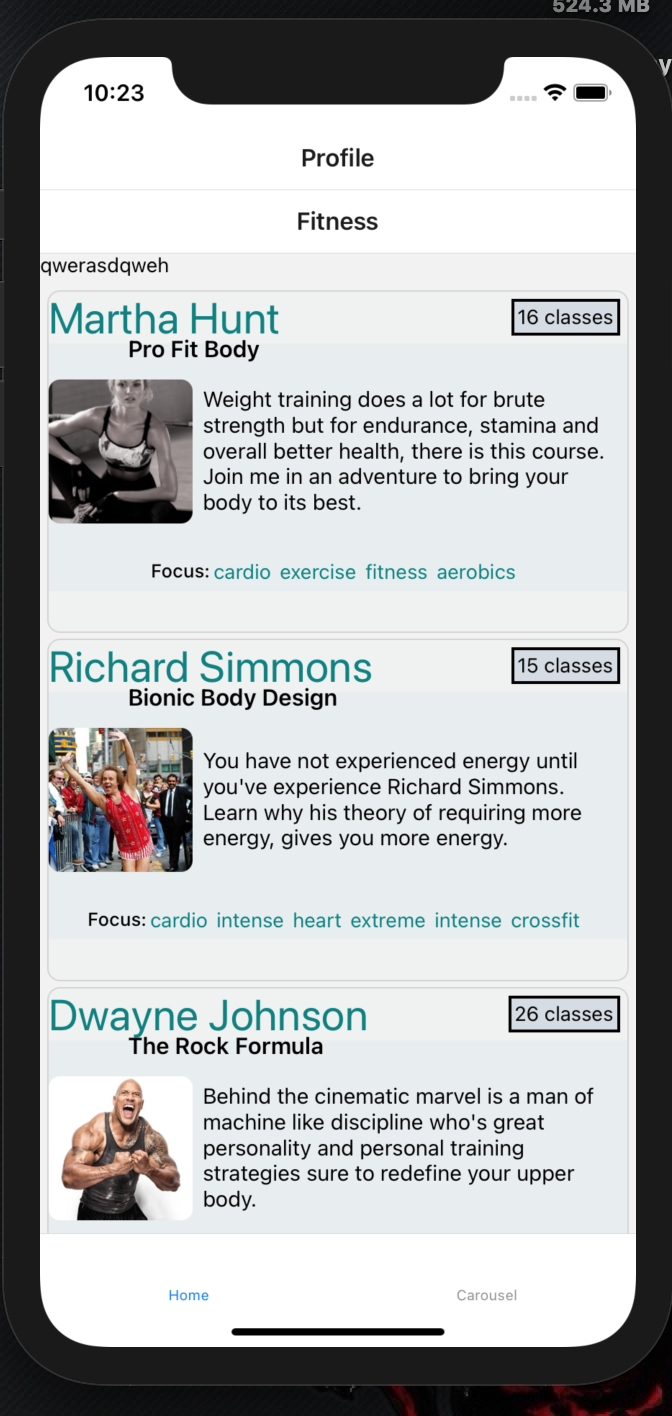 524.3 MB
y
10:23
Profile
Fitness
qwerasdqweh
Martha Hunt
16 classes
Pro Fit Body
Weight training does a lot for brute
strength but for endurance, stamina and
overall better health, there is this course.
Join me in an adventure to bring your
body to its best.
Focus: cardio exercise fitness aerobics
Richard Simmons
15 classes
Bionic Body Design
You have not experienced energy until
you've experience Richard Simmons.
Learn why his theory of requiring more
energy, gives you more energy.
Focus: cardio intense heart extreme intense crossfit
Dwayne Johnson
26 classes
The Rock Formula
Behind the cinematic marvel is a man of
machine like discipline who's great
personality and personal training
strategies sure to redefine your upper
body.
Home
Carousel